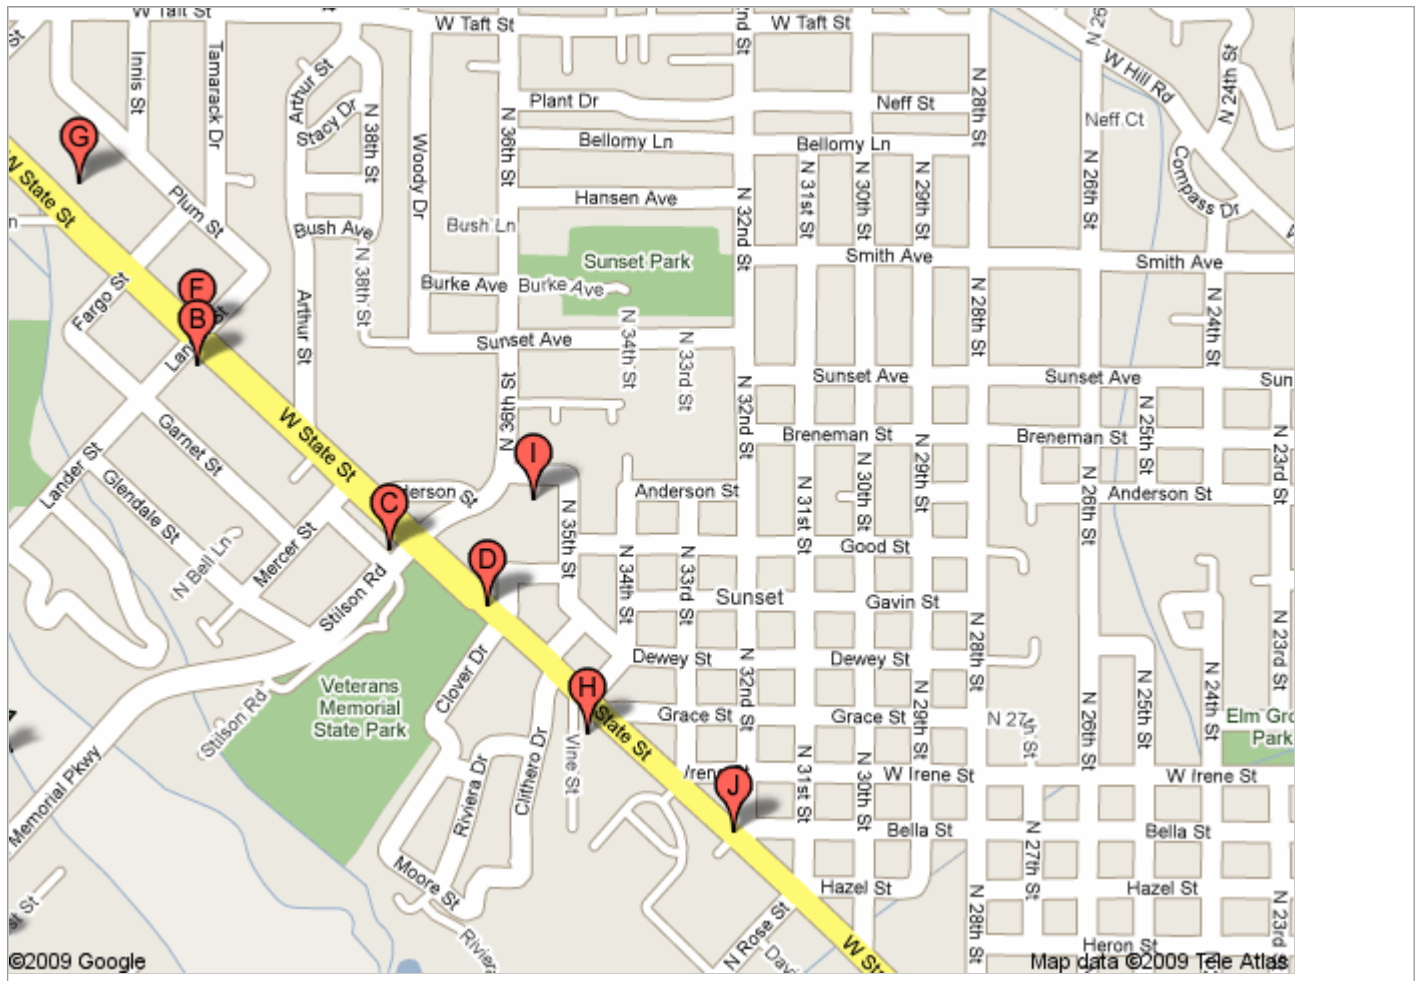 W Taft St
W Taft St
W Taft St
N 26
St
Innis St
Tamarack Dr
Arthur St
Stacy Dr
N 38th St
Woody Dr
N 36th St
Plant Dr
Neff St
N 28th St
W Hill Rd
N 24th St
Neff Ct
Bellomy Ln
Bellomy Ln
G
W State St
Plum St
Hansen Ave
N 32nd St
N 31st St
N 30th St
N 29th St
N 26th St
Compass Dr
Bush Ave
Bush Ln
Sunset Park
Smith Ave
Smith Ave
N 38th St
Burke Ave
Burke Ave
Fargo St
F
B
Arthur St
N 28th St
N 24th St
Sunset Ave
N 34th St
N 33rd St
N 36th St
N 32nd St
Sunset Ave
Sunset Ave
Sun
W State St
Garnet St
Lander St
Glendale St
Breneman St
Breneman St
N 25th St
N 23rd St
I
C
Anderson St
Anderson St
N 31st St
N 30th St
N 29th St
N 26th St
N 35th St
Good St
N Bell Ln
Mercer St
Stilson Rd
D
N 34th St
N 33rd St
Sunset
Gavin St
N 28th St
N 23rd St
Clover Dr
Dewey St
Dewey St
N 32nd St
N 29th St
N 26th St
N 25th St
N 24th St
Veterans
Memorial
State Park
Stilson Rd
H
State St
Grace St
Grace St
N 27th St
Elm Gro
Park
Memorial Pkwy
Riviera Dr
Clithero Dr
Vine St
J
N 31st St
N 30th St
W Irene St
W Irene St
Bella St
Bella St
N 27th St
Moore St
Hazel St
Hazel St
N 28th St
N 23rd St
N Rose St
W Sta
Heron St
©2009 Google
Map data ©2009 Tele Atlas